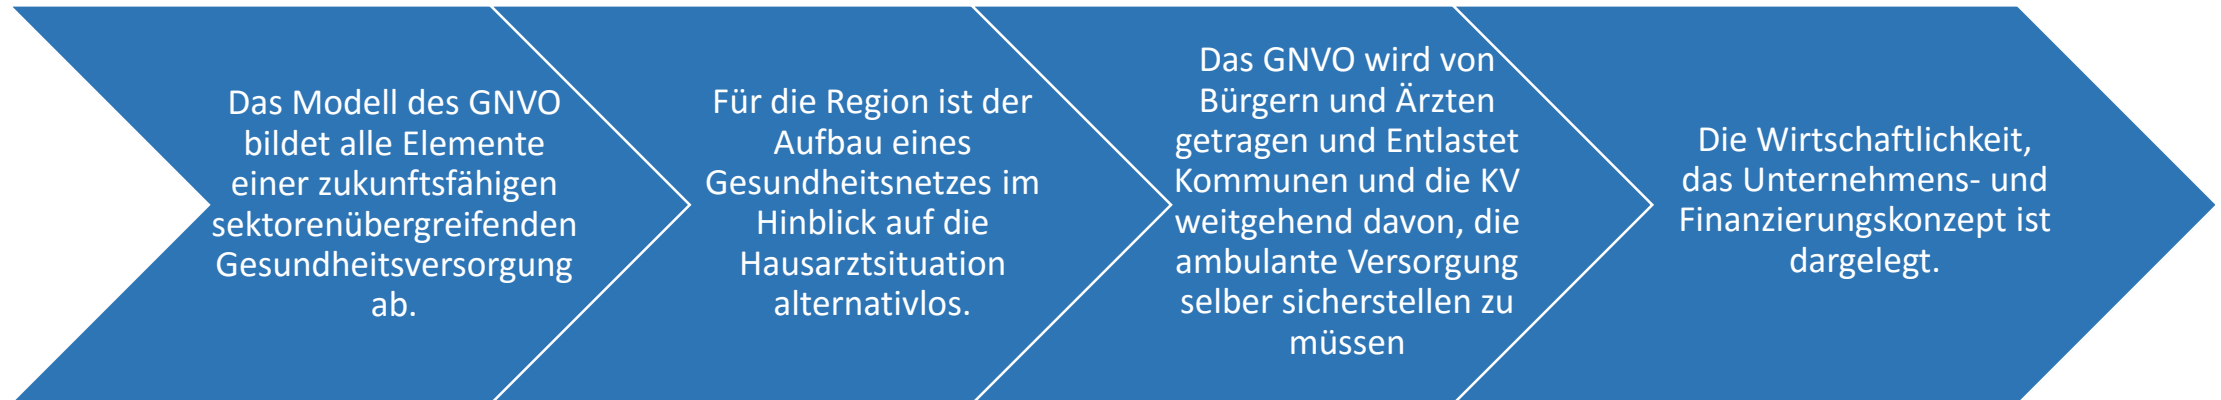 Das Modell des GNVO
bildet alle Elemente
einer zukunftsfähigen
sektorenübergreifenden
Gesundheitsversorgung
ab.
Für die Region ist der
Aufbau eines
Gesundheitsnetzes im
Hinblick auf die
Hausarztsituation
alternativlos.
Das GNVO wird von
Bürgern und Ärzten
getragen und Entlastet
Kommunen und die KV
weitgehend davon, die
ambulante Versorgung
selber sicherstellen zu
müssen
Die Wirtschaftlichkeit,
das Unternehmens- und
Finanzierungskonzept ist
dargelegt.